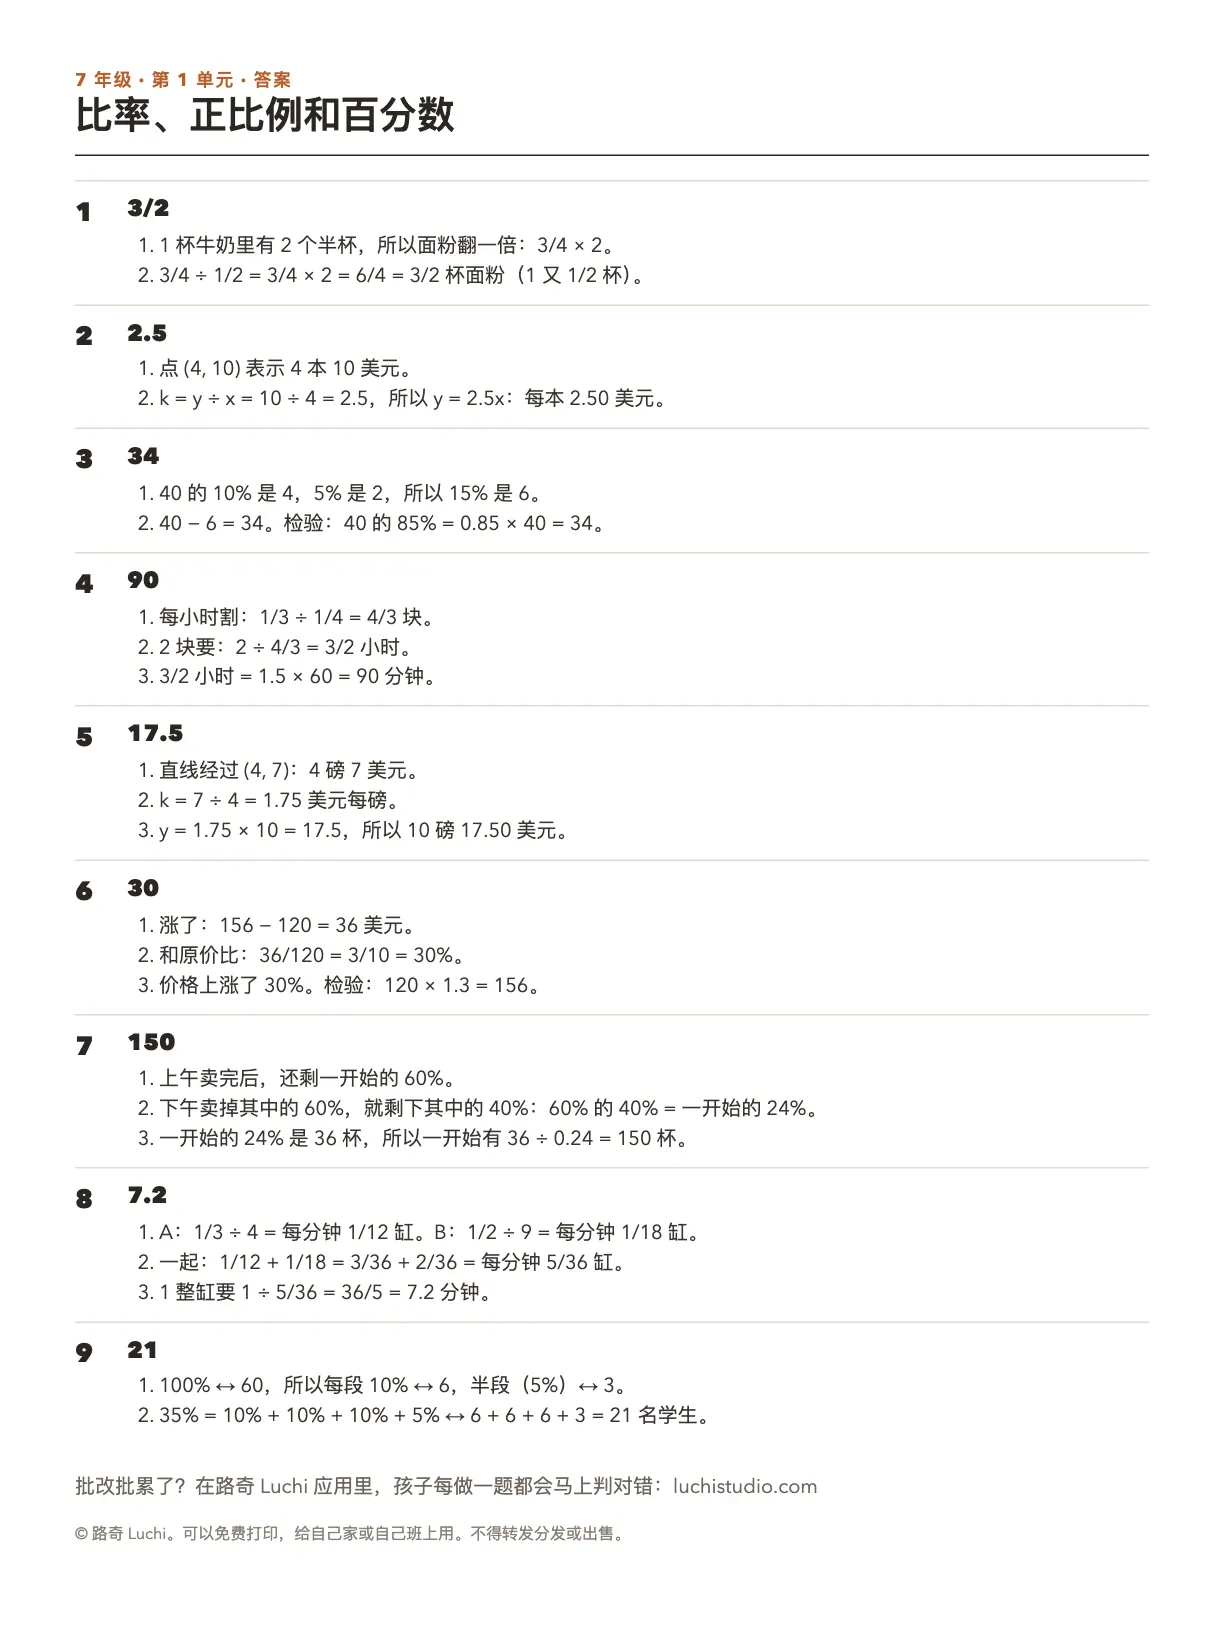 7 年级 · 第 1 单元 · 答案
比率、正比例和百分数
1 3/2
1. 1 杯牛奶里有 2 个半杯，所以面粉翻一倍：3/4 × 2。
2. 3/4 ÷ 1/2 = 3/4 × 2 = 6/4 = 3/2 杯面粉（1 又 1/2 杯）。
2 2.5
1. 点 (4, 10) 表示 4 本 10 美元。
2. k = y ÷ x = 10 ÷ 4 = 2.5，所以 y = 2.5x：每本 2.50 美元。
3 34
1. 40 的 10% 是 4，5% 是 2，所以 15% 是 6。
2. 40 − 6 = 34。检验：40 的 85% = 0.85 × 40 = 34。
4 90
1. 每小时割：1/3 ÷ 1/4 = 4/3 块。
2. 2 块要：2 ÷ 4/3 = 3/2 小时。
3. 3/2 小时 = 1.5 × 60 = 90 分钟。
5 17.5
1. 直线经过 (4, 7)：4 磅 7 美元。
2. k = 7 ÷ 4 = 1.75 美元每磅。
3. y = 1.75 × 10 = 17.5，所以 10 磅 17.50 美元。
6 30
1. 涨了：156 − 120 = 36 美元。
2. 和原价比：36/120 = 3/10 = 30%。
3. 价格上涨了 30%。检验：120 × 1.3 = 156。
7 150
1. 上午卖完后，还剩一开始的 60%。
2. 下午卖掉其中的 60%，就剩下其中的 40%：60% 的 40% = 一开始的 24%。
3. 一开始的 24% 是 36 杯，所以一开始有 36 ÷ 0.24 = 150 杯。
8 7.2
1. A：1/3 ÷ 4 = 每分钟 1/12 缸。B：1/2 ÷ 9 = 每分钟 1/18 缸。
2. 一起：1/12 + 1/18 = 3/36 + 2/36 = 每分钟 5/36 缸。
3. 1 整缸要 1 ÷ 5/36 = 36/5 = 7.2 分钟。
9 21
1. 100% ↔ 60，所以每段 10% ↔ 6，半段（5%）↔ 3。
2. 35% = 10% + 10% + 10% + 5% ↔ 6 + 6 + 6 + 3 = 21 名学生。
批改批累了？在路奇 Luchi 应用里，孩子每做一题都会马上判对错：luchistudio.com
© 路奇 Luchi。可以免费打印，给自己家或自己班上用。不得转发分发或出售。